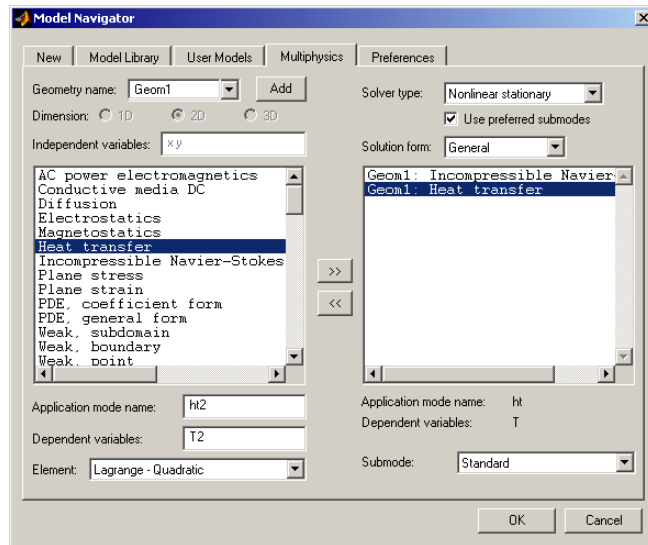 Model Navigator
New Model Library User Models Multiphysics Preferences
Geometry name: Geom1 Add
Solver type: Nonlinear stationary
Dimension: 1D 2D 3D
Use preferred submodes
Independent variables: x y
Solution form: General
AC power electromagnetics
Conductive media DC
Diffusion
Electrostatics
Magnetostatics
Heat transfer
Incompressible Navier-Stokes
Plane stress
Plane strain
PDE, coefficient form
PDE, general form
Weak, subdomain
Weak, boundary
Weak, point
>>
<<
Geom1: Incompressible Navier-
Geom1: Heat transfer
Application mode name: ht2
Dependent variables: T2
Element: Lagrange - Quadratic
Application mode name: ht
Dependent variables: T
Submode: Standard
OK Cancel